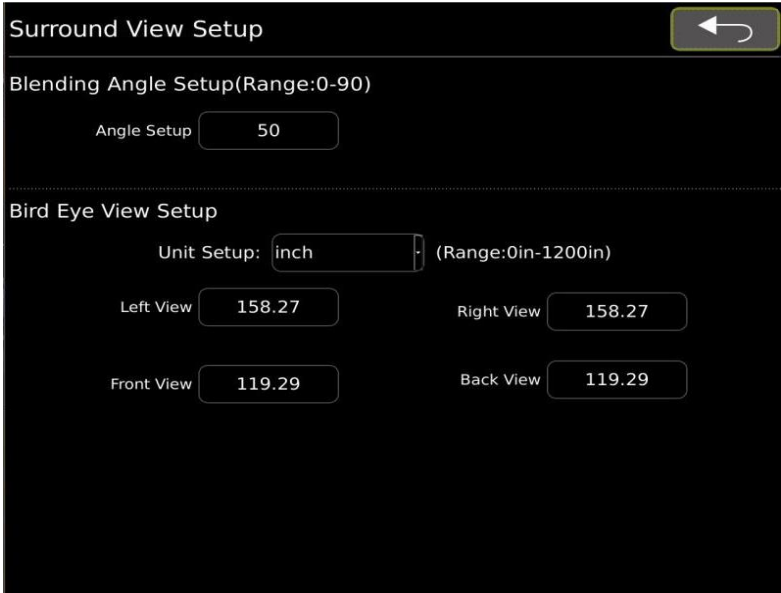 Surround View Setup
Blending Angle Setup(Range:0-90)
Angle Setup 50
Bird Eye View Setup
Unit Setup: inch (Range:0in-1200in)
Left View 158.27 Right View 158.27
Front View 119.29 Back View 119.29